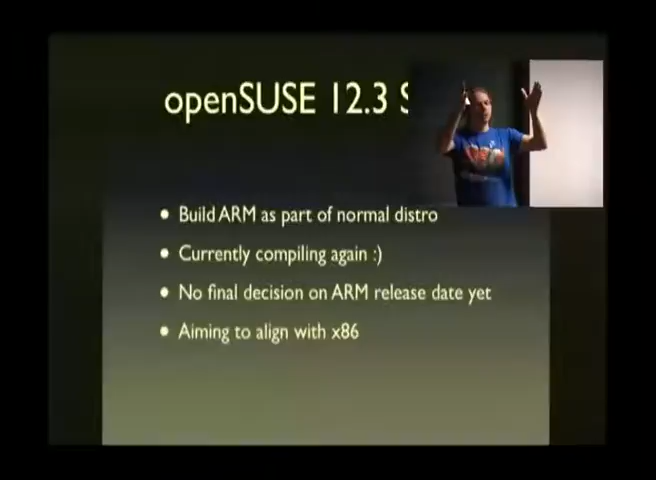 openSUSE 12.3 S
• Build ARM as part of normal distro
• Currently compiling again :)
• No final decision on ARM release date yet
• Aiming to align with x86